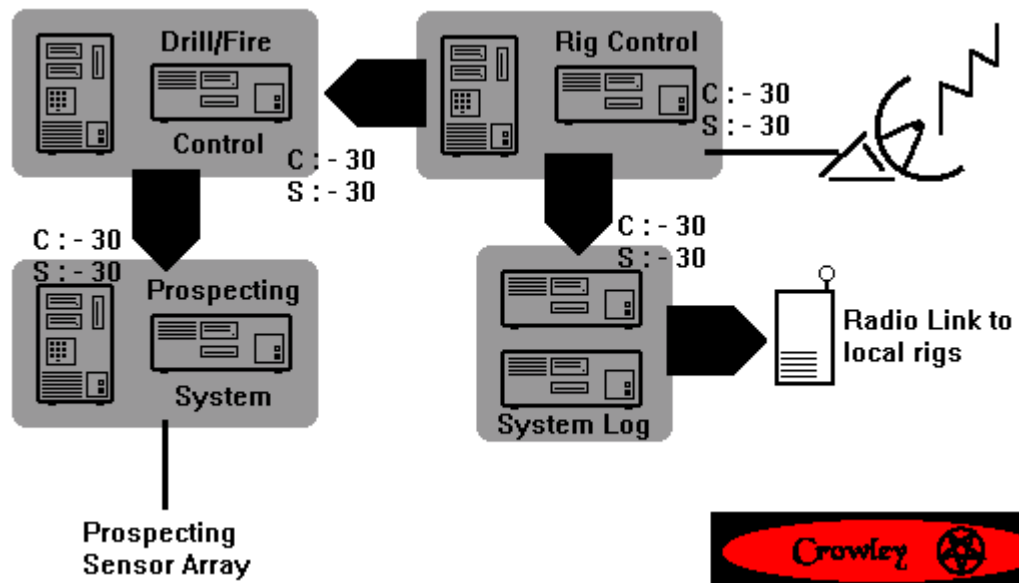 Drill/Fire
Control
Rig Control
C : - 30
S : - 30
C : - 30
S : - 30
C : - 30
S : - 30
C : - 30
S : - 30
Prospecting
System
System Log
Radio Link to
local rigs
Prospecting
Sensor Array
Crowley